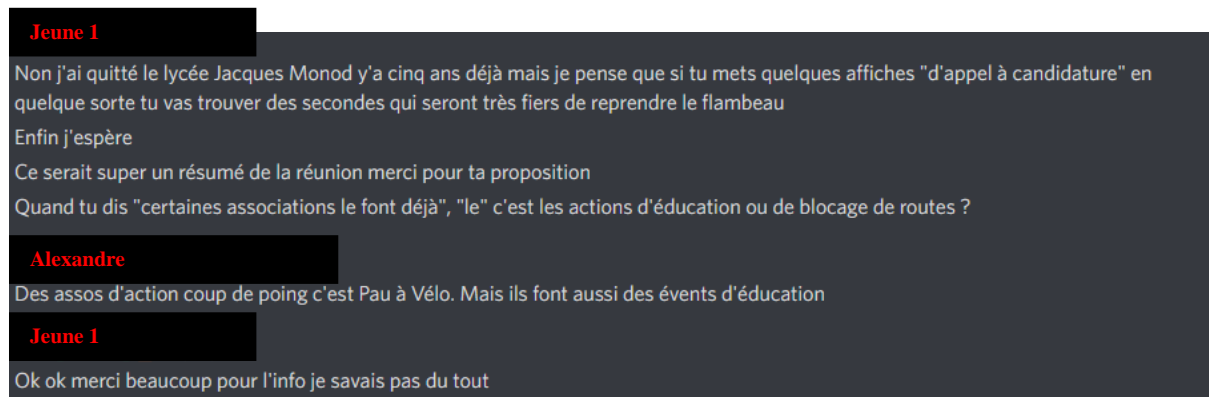 Jeune 1
Non j'ai quitté le lycée Jacques Monod y'a cinq ans déjà mais je pense que si tu mets quelques affiches "d'appel à candidature" en
quelque sorte tu vas trouver des secondes qui seront très fiers de reprendre le flambeau
Enfin j'espère
Ce serait super un résumé de la réunion merci pour ta proposition
Quand tu dis "certaines associations le font déjà", "le" c'est les actions d'éducation ou de blocage de routes ?
Alexandre
Des assos d'action coup de poing c'est Pau à Vélo. Mais ils font aussi des évents d'éducation
Jeune 1
Ok ok merci beaucoup pour l'info je savais pas du tout